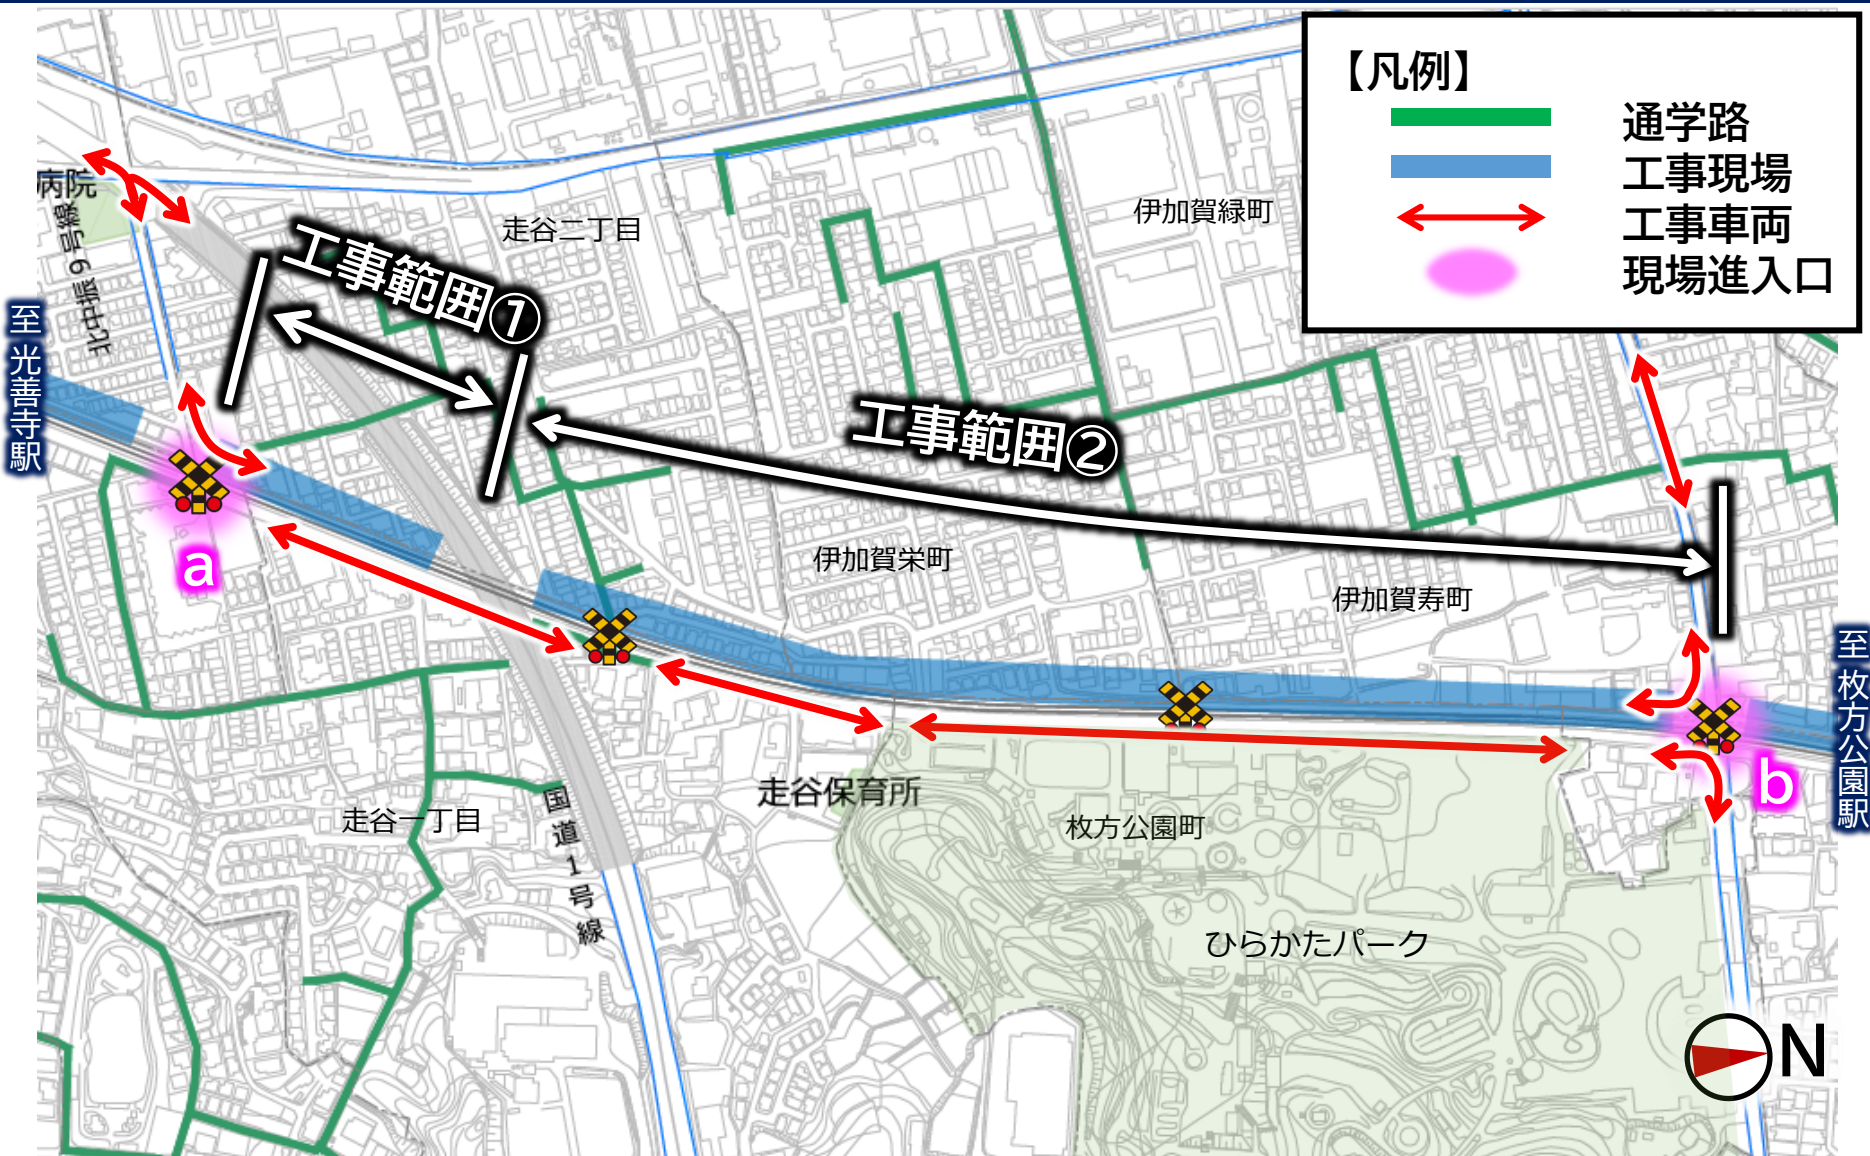 【凡例】
通学路
工事現場
工事車両
現場進入口
病院
北中振6号線
走谷二丁目
伊加賀緑町
工事範囲①
工事範囲②
至 光善寺駅
a
伊加賀栄町
伊加賀寿町
至 枚方公園駅
b
走谷保育所
走谷一丁目
国道1号線
枚方公園町
ひらかたパーク
N